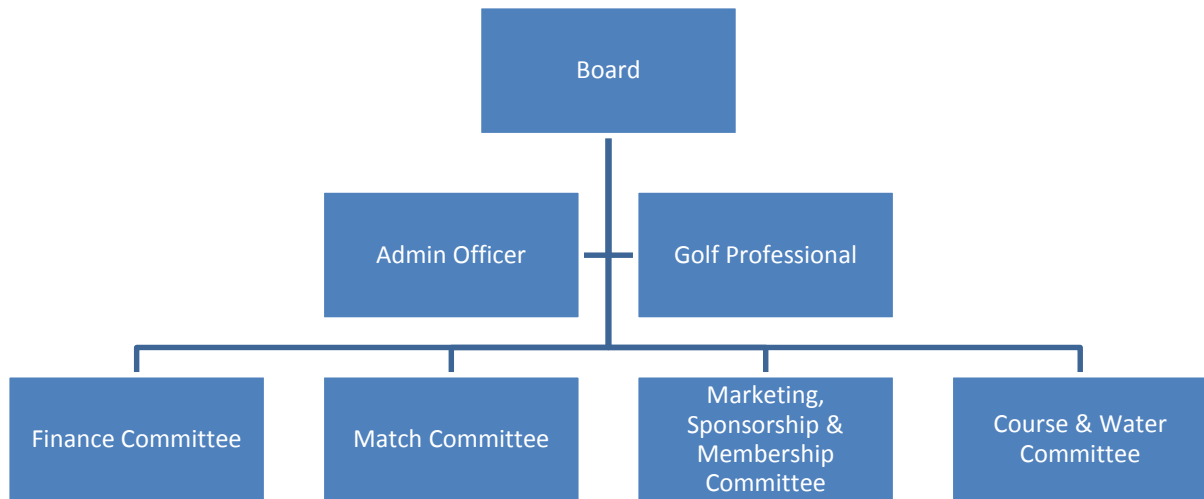 Board
Admin Officer
Golf Professional
Finance Committee
Match Committee
Marketing,
Sponsorship &
Membership
Committee
Course & Water
Committee